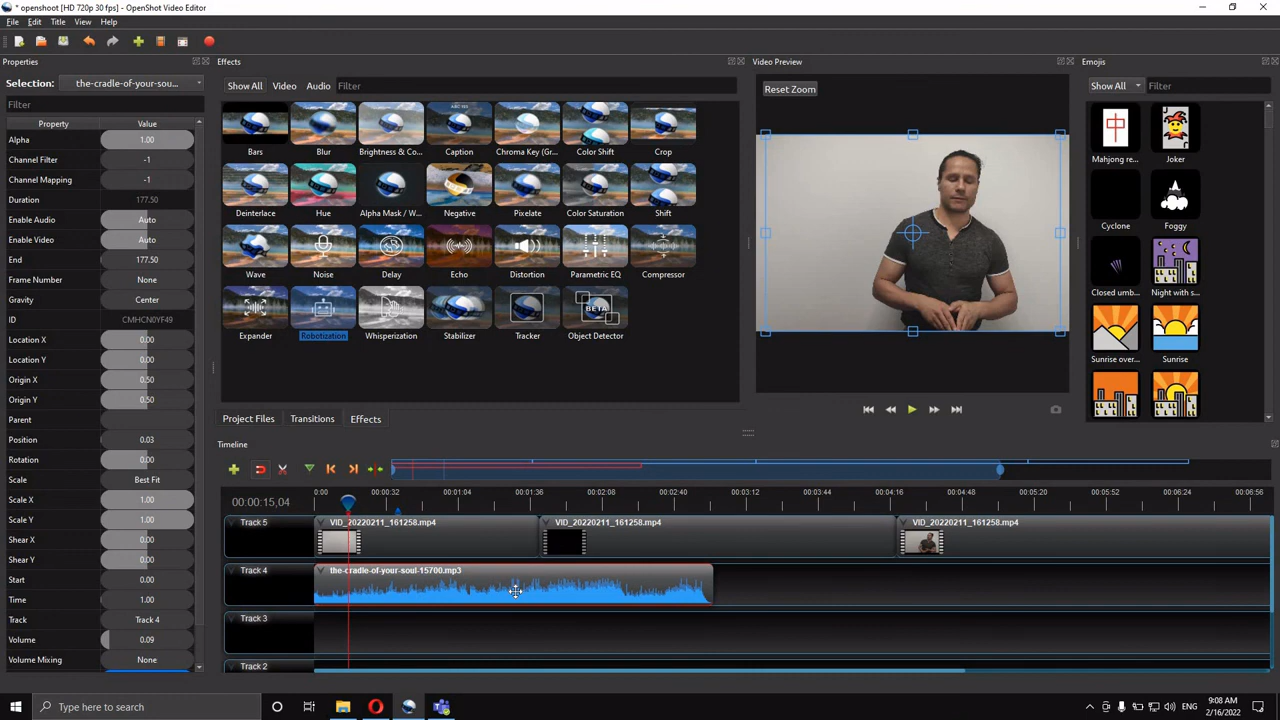 * openshoot [HD 720p 30 fps] - OpenShot Video Editor
File Edit Title View Help
Properties
Selection: the-cradle-of-your-sou...
Filter
Property Value
Alpha 1.00
Channel Filter -1
Channel Mapping -1
Duration 177.50
Enable Audio Auto
Enable Video Auto
End 177.50
Frame Number None
Gravity Center
ID CMHCN0YF49
Location X 0.00
Location Y 0.00
Origin X 0.50
Origin Y 0.50
Parent
Position 0.03
Rotation 0.00
Scale Best Fit
Scale X 1.00
Scale Y 1.00
Shear X 0.00
Shear Y 0.00
Start 0.00
Time 1.00
Track Track 4
Volume 0.09
Volume Mixing None
Effects
Show All Video Audio Filter
Bars Blur Brightness & Co... Caption Chroma Key (Gr... Color Shift Crop
Deinterlace Hue Alpha Mask / W... Negative Pixelate Color Saturation Shift
Wave Noise Delay Echo Distortion Parametric EQ Compressor
BETA
Expander Robotization Whisperization Stabilizer Tracker Object Detector
Project Files Transitions Effects
Video Preview
Reset Zoom
Emojis
Show All Filter
Mahjong re... Joker
Cyclone Foggy
Closed umb... Night with s...
Sunrise over... Sunrise
Timeline
00:00:15,04
0:00 00:00:32 00:01:04 00:01:36 00:02:08 00:02:40 00:03:12 00:03:44 00:04:16 00:04:48 00:05:20 00:05:52 00:06:24 00:06:56
Track 5 VID_20220211_161258.mp4 VID_20220211_161258.mp4 VID_20220211_161258.mp4
Track 4 the-cradle-of-your-soul-15700.mp3
Track 3
Track 2
Type here to search
ENG
9:08 AM
2/16/2022